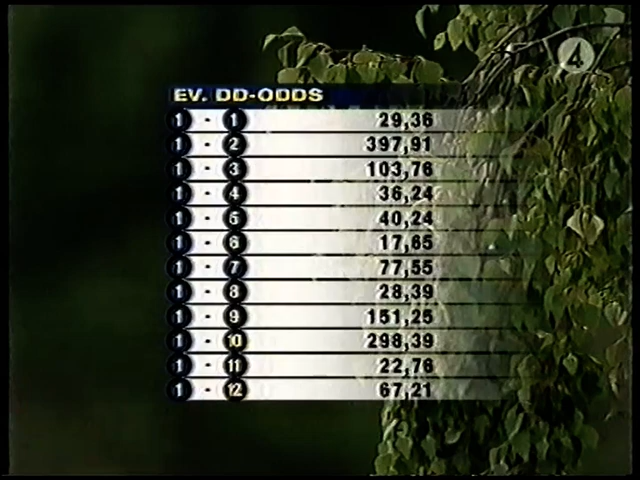 4
EV. DD-ODDS
1 - 1 29,36
1 - 2 397,91
1 - 3 103,76
1 - 4 36,24
1 - 5 40,24
1 - 6 17,65
1 - 7 77,55
1 - 8 28,39
1 - 9 151,25
1 - 10 298,39
1 - 11 22,76
1 - 12 67,21